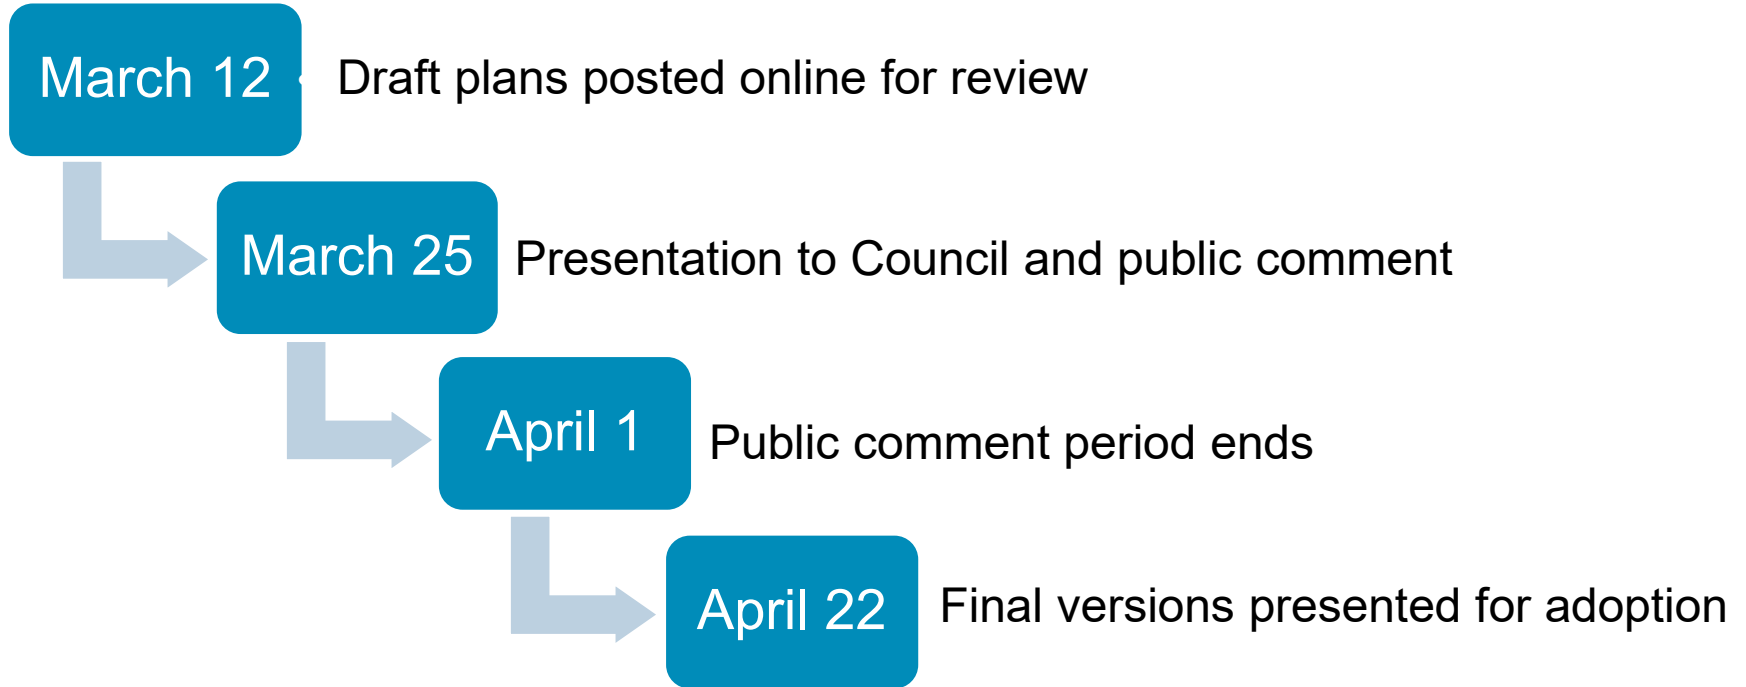 March 12
Draft plans posted online for review
March 25
Presentation to Council and public comment
April 1
Public comment period ends
April 22
Final versions presented for adoption